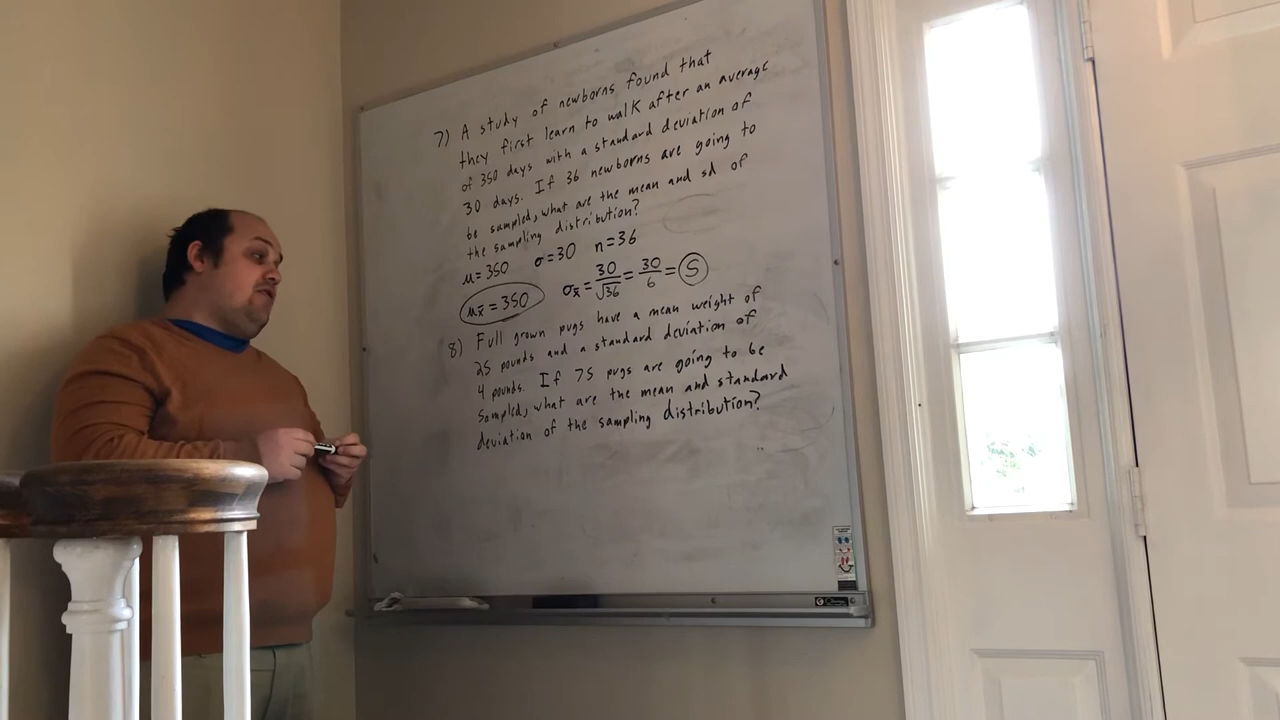 7) A study of newborns found that
they first learn to walk after an average
of 350 days with a standard deviation of
30 days. If 36 newborns are going to
be sampled, what are the mean and sd of
the sampling distribution?
μ=350 σ=30 n=36
μx̄=350 σx̄=30/√36=30/6=5
8) Full grown pugs have a mean weight of
25 pounds and a standard deviation of
4 pounds. If 75 pugs are going to be
sampled, what are the mean and standard
deviation of the sampling distribution?